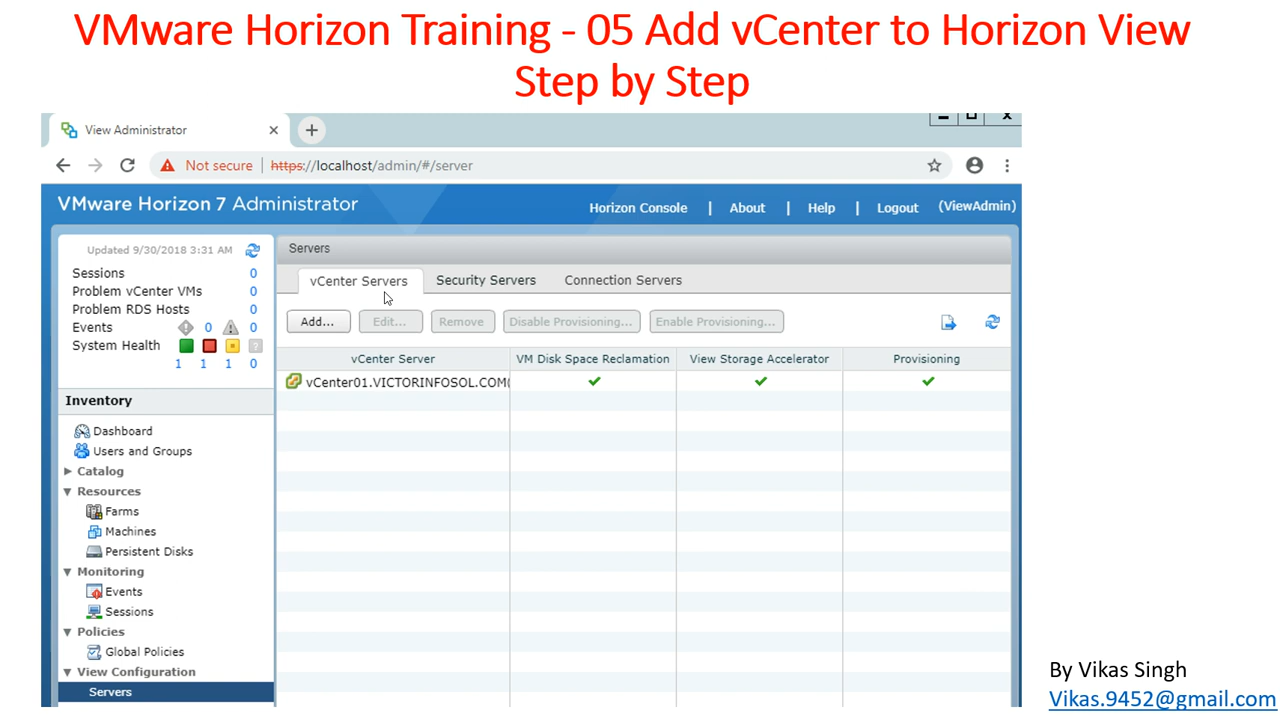 VMware Horizon Training - 05 Add vCenter to Horizon View
Step by Step
View Administrator
Not secure | https://localhost/admin/#/server
VMware Horizon 7 Administrator
Horizon Console | About | Help | Logout (ViewAdmin)
Updated 9/30/2018 3:31 AM
Sessions 0
Problem vCenter VMs 0
Problem RDS Hosts 0
Events 0 0
System Health ?
1 1 1 0
Inventory
Dashboard
Users and Groups
Catalog
Resources
Farms
Machines
Persistent Disks
Monitoring
Events
Sessions
Policies
Global Policies
View Configuration
Servers
Servers
vCenter Servers Security Servers Connection Servers
Add... Edit... Remove Disable Provisioning... Enable Provisioning...
vCenter Server VM Disk Space Reclamation View Storage Accelerator Provisioning
vCenter01.VICTORINFOSOL.COM(
By Vikas Singh
Vikas.9452@gmail.com